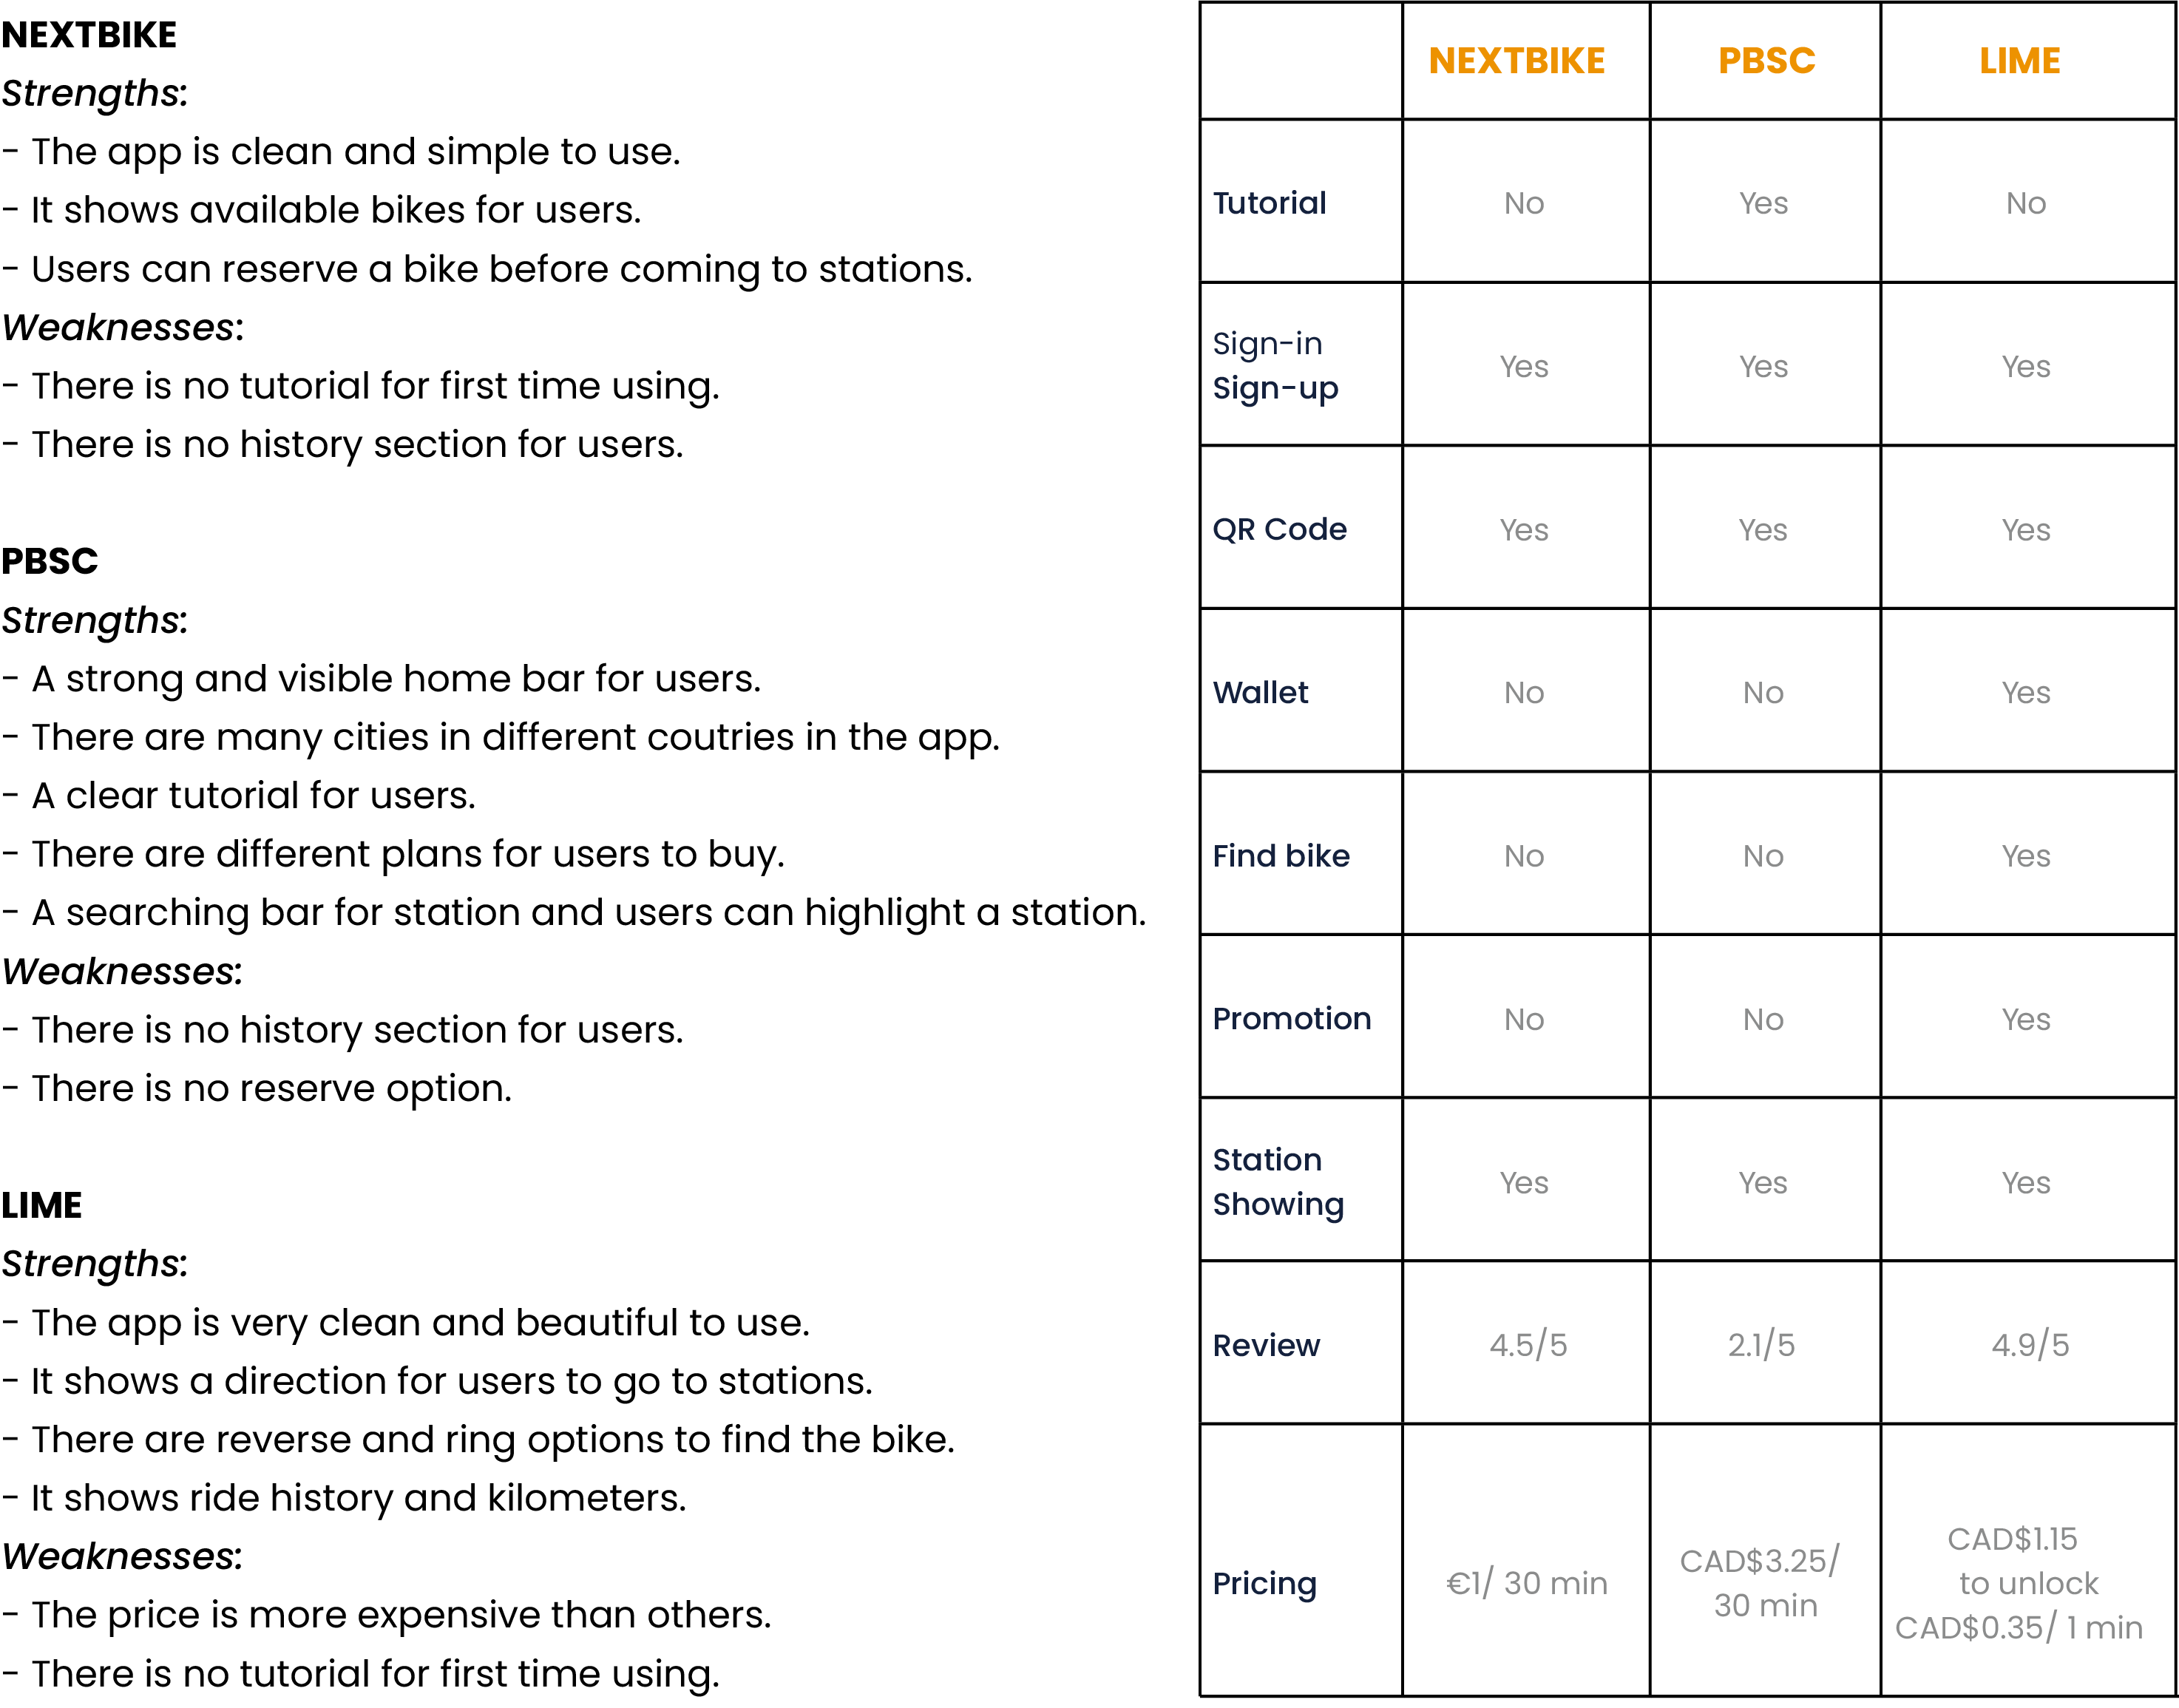 NEXTBIKE
Strengths:
- The app is clean and simple to use.
- It shows available bikes for users.
- Users can reserve a bike before coming to stations.
Weaknesses:
- There is no tutorial for first time using.
- There is no history section for users.
PBSC
Strengths:
- A strong and visible home bar for users.
- There are many cities in different coutries in the app.
- A clear tutorial for users.
- There are different plans for users to buy.
- A searching bar for station and users can highlight a station.
Weaknesses:
- There is no history section for users.
- There is no reserve option.
LIME
Strengths:
- The app is very clean and beautiful to use.
- It shows a direction for users to go to stations.
- There are reverse and ring options to find the bike.
- It shows ride history and kilometers.
Weaknesses:
- The price is more expensive than others.
- There is no tutorial for first time using.
NEXTBIKE PBSC LIME
Tutorial No Yes No
Sign-in
Sign-up Yes Yes Yes
QR Code Yes Yes Yes
Wallet No No Yes
Find bike No No Yes
Promotion No No Yes
Station
Showing Yes Yes Yes
Review 4.5/5 2.1/5 4.9/5
Pricing €1/ 30 min
CAD$3.25/
30 min
CAD$1.15
to unlock
CAD$0.35/ 1 min